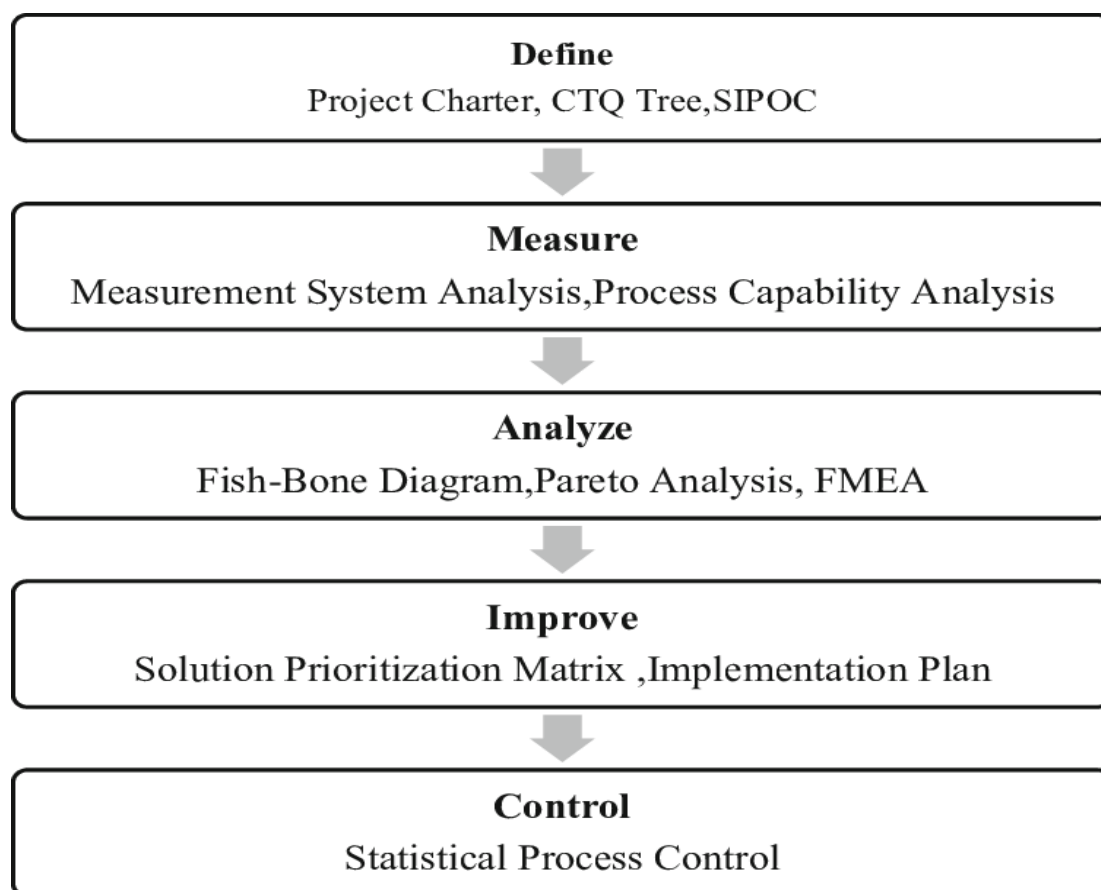 Define
Project Charter, CTQ Tree,SIPOC
Measure
Measurement System Analysis,Process Capability Analysis
Analyze
Fish-Bone Diagram,Pareto Analysis, FMEA
Improve
Solution Prioritization Matrix ,Implementation Plan
Control
Statistical Process Control